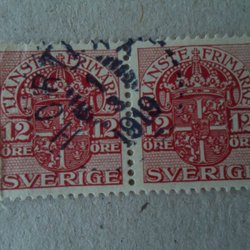 TJÄNSTE FRIMÄRKE TJÄNSTE FRIMÄRKE
12 12 12 12
ÖRE ÖRE ÖRE ÖRE
SVERIGE SVERIGE